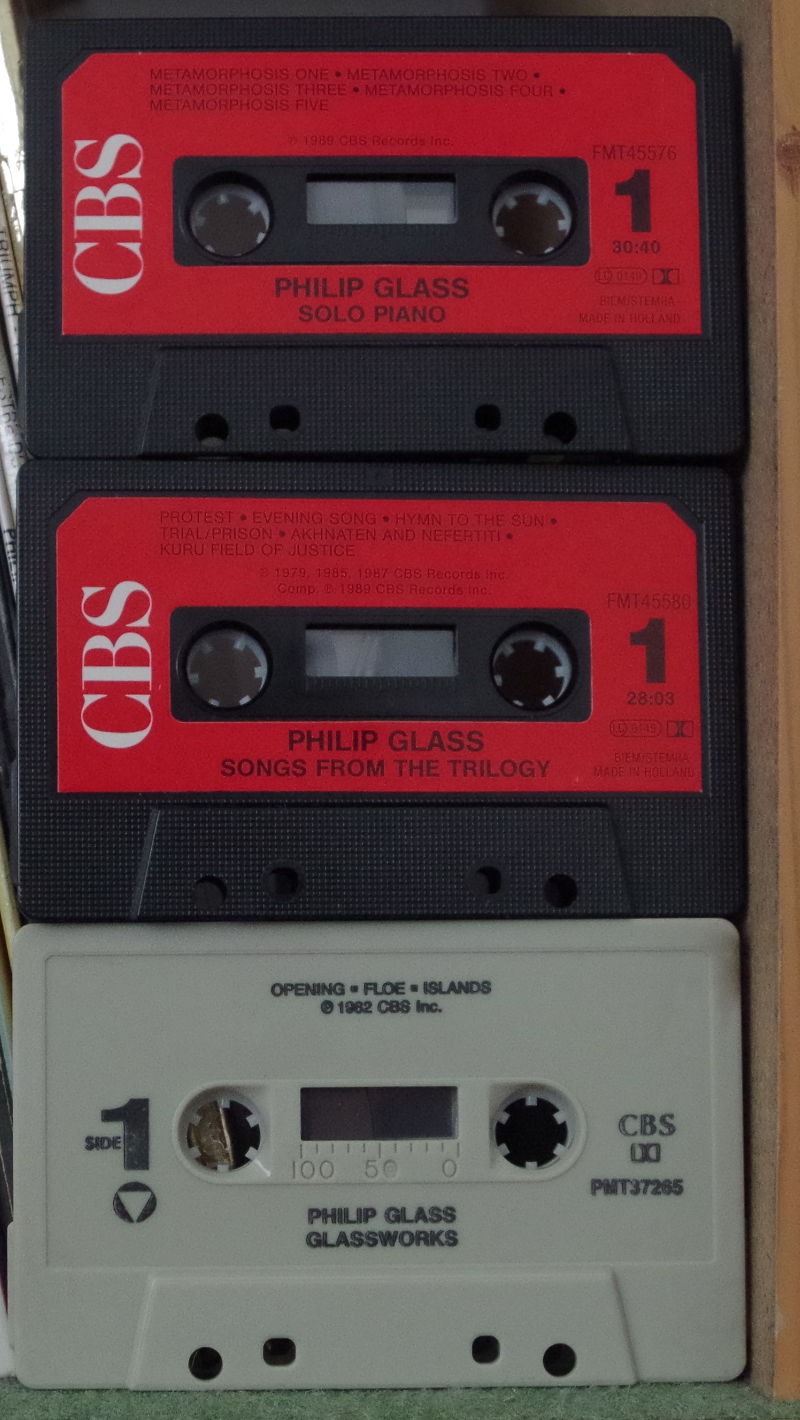 METAMORPHOSIS ONE • METAMORPHOSIS TWO •
METAMORPHOSIS THREE • METAMORPHOSIS FOUR •
METAMORPHOSIS FIVE
℗ 1989 CBS Records Inc.
CBS
FMT45576
1
30:40
LC 0149
PHILIP GLASS
SOLO PIANO
BIEM/STEMRA
MADE IN HOLLAND
PROTEST • EVENING SONG • HYMN TO THE SUN •
TRIAL/PRISON • AKHNATEN AND NEFERTITI •
KURU FIELD OF JUSTICE
℗ 1979, 1985, 1987 CBS Records Inc.
Comp. ℗ 1989 CBS Records Inc.
CBS
FMT45580
1
28:03
LC 0149
PHILIP GLASS
SONGS FROM THE TRILOGY
BIEM/STEMRA
MADE IN HOLLAND
OPENING ▪ FLOE ▪ ISLANDS
℗ 1982 CBS Inc.
SIDE 1
100 50 0
CBS
PMT37265
PHILIP GLASS
GLASSWORKS